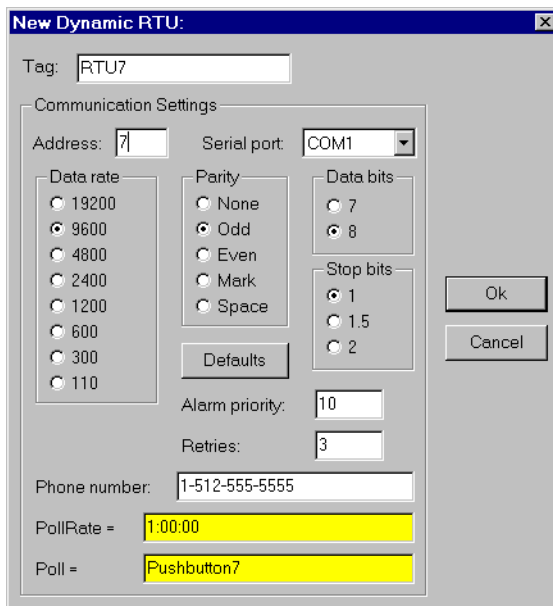 New Dynamic RTU:
Tag: RTU7
Communication Settings
Address: 7 Serial port: COM1
Data rate Parity Data bits
19200 None 7
9600 Odd 8
4800 Even Stop bits
2400 Mark 1
1200 Space 1.5
600 2
300 Defaults
110
Ok
Cancel
Alarm priority: 10
Retries: 3
Phone number: 1-512-555-5555
PollRate = 1:00:00
Poll = Pushbutton7